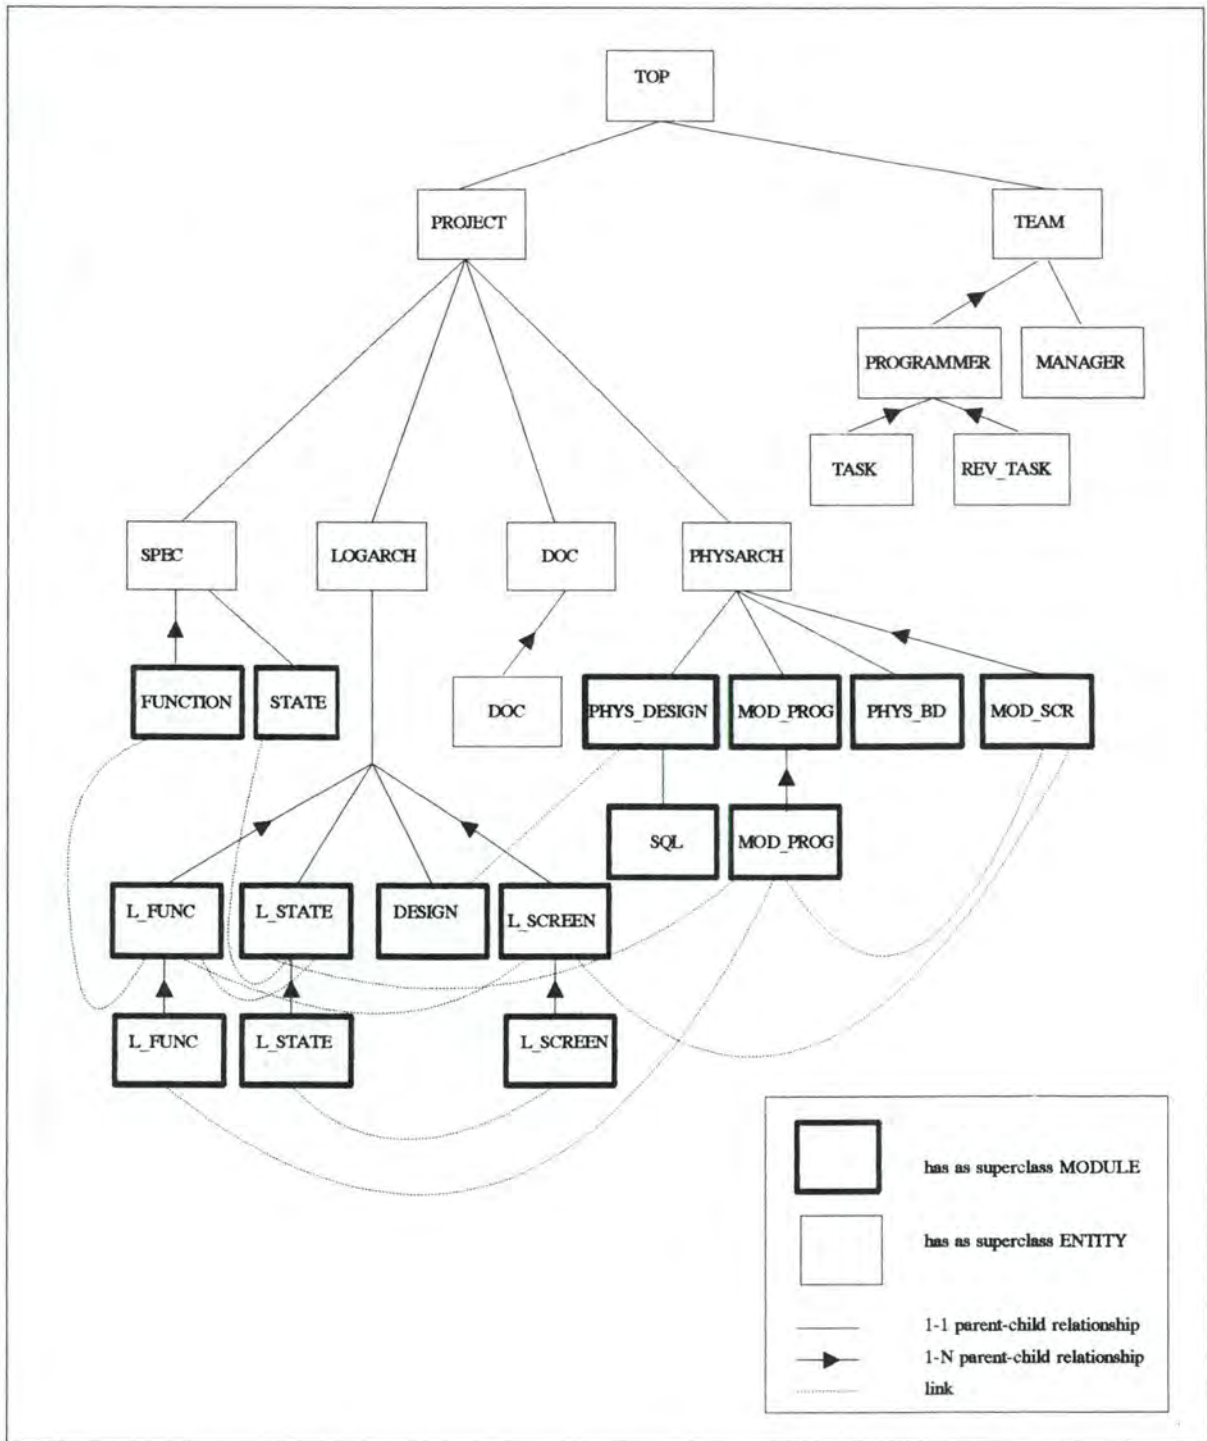 TOP
PROJECT
TEAM
PROGRAMMER
MANAGER
TASK
REV_TASK
SPEC
LOGARCH
DOC
PHYSARCH
FUNCTION
STATE
DOC
PHYS_DESIGN
MOD_PROG
PHYS_BD
MOD_SCR
SQL
MOD_PROG
L_FUNC
L_STATE
DESIGN
L_SCREEN
L_FUNC
L_STATE
L_SCREEN
has as superclass MODULE
has as superclass ENTITY
1-1 parent-child relationship
1-N parent-child relationship
link